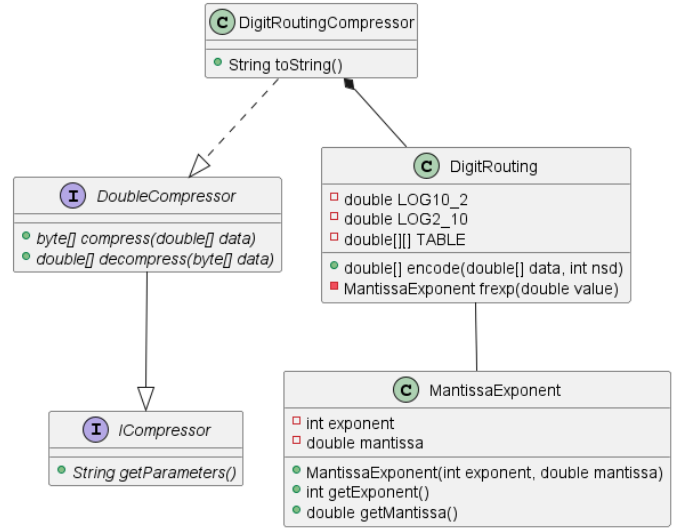 C DigitRoutingCompressor
String toString()
I DoubleCompressor
byte[] compress(double[] data)
double[] decompress(byte[] data)
C DigitRouting
double LOG10_2
double LOG2_10
double[][] TABLE
double[] encode(double[] data, int nsd)
MantissaExponent frexp(double value)
I ICompressor
String getParameters()
C MantissaExponent
int exponent
double mantissa
MantissaExponent(int exponent, double mantissa)
int getExponent()
double getMantissa()